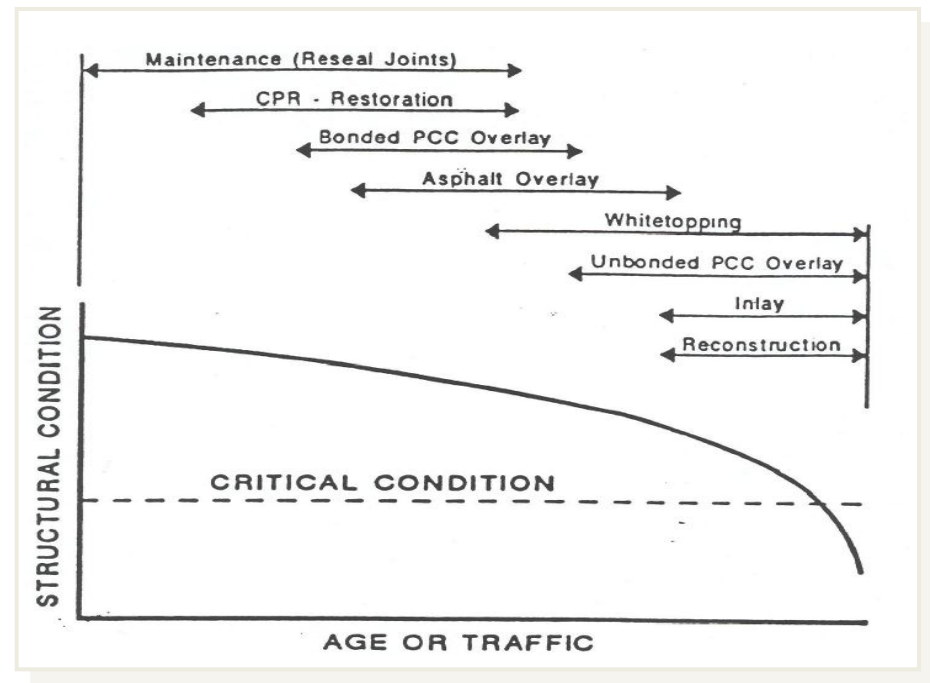 Maintenance (Reseal Joints)
CPR - Restoration
Bonded PCC Overlay
Asphalt Overlay
Whitetopping
Unbonded PCC Overlay
Inlay
Reconstruction
STRUCTURAL CONDITION
CRITICAL CONDITION
AGE OR TRAFFIC